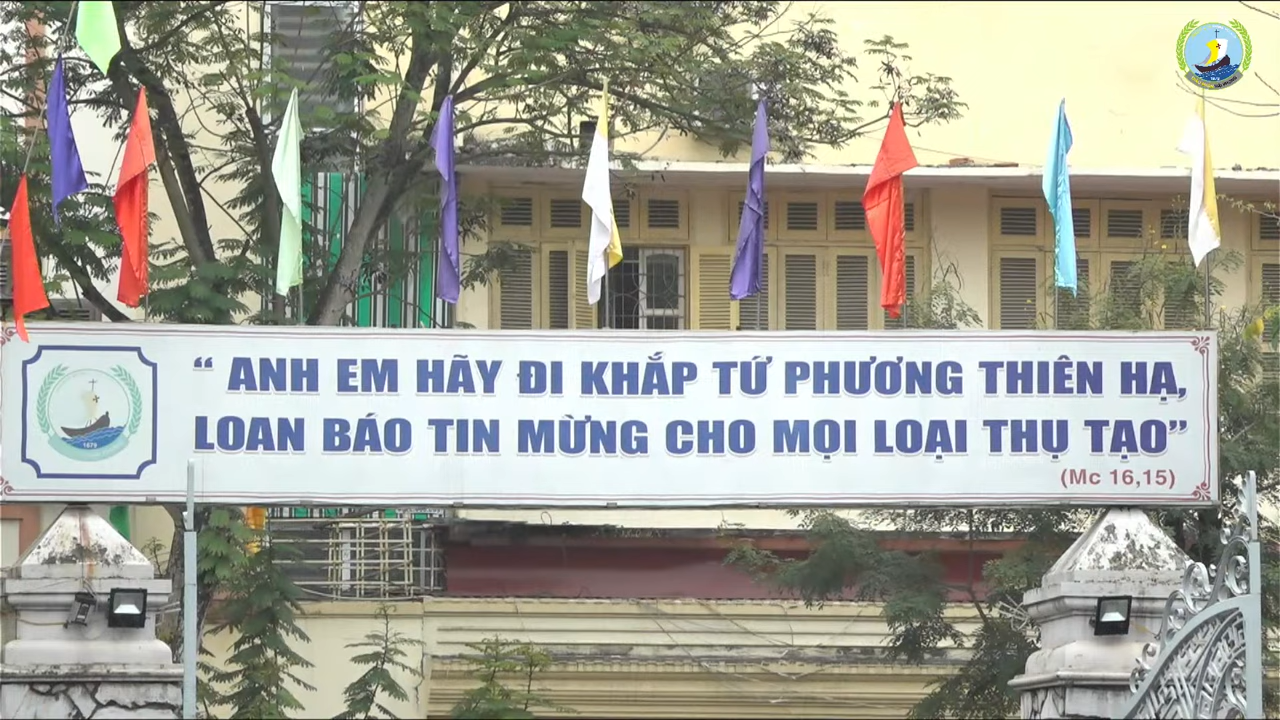 “ ANH EM HÃY ĐI KHẮP TỨ PHƯƠNG THIÊN HẠ,
LOAN BÁO TIN MỪNG CHO MỌI LOẠI THỤ TẠO”
(Mc 16,15)
1679